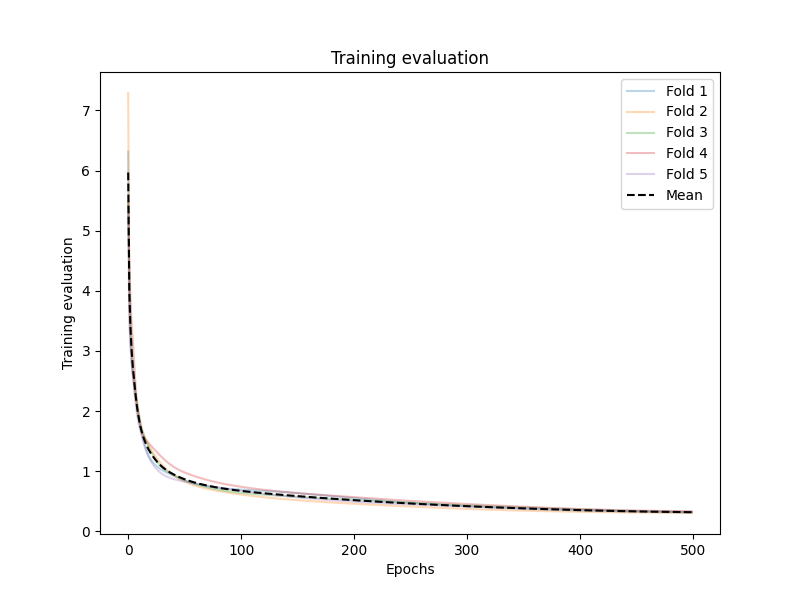 Training evaluation
Training evaluation
7
6
5
4
3
2
1
0
0 100 200 300 400 500
Epochs
Fold 1
Fold 2
Fold 3
Fold 4
Fold 5
Mean